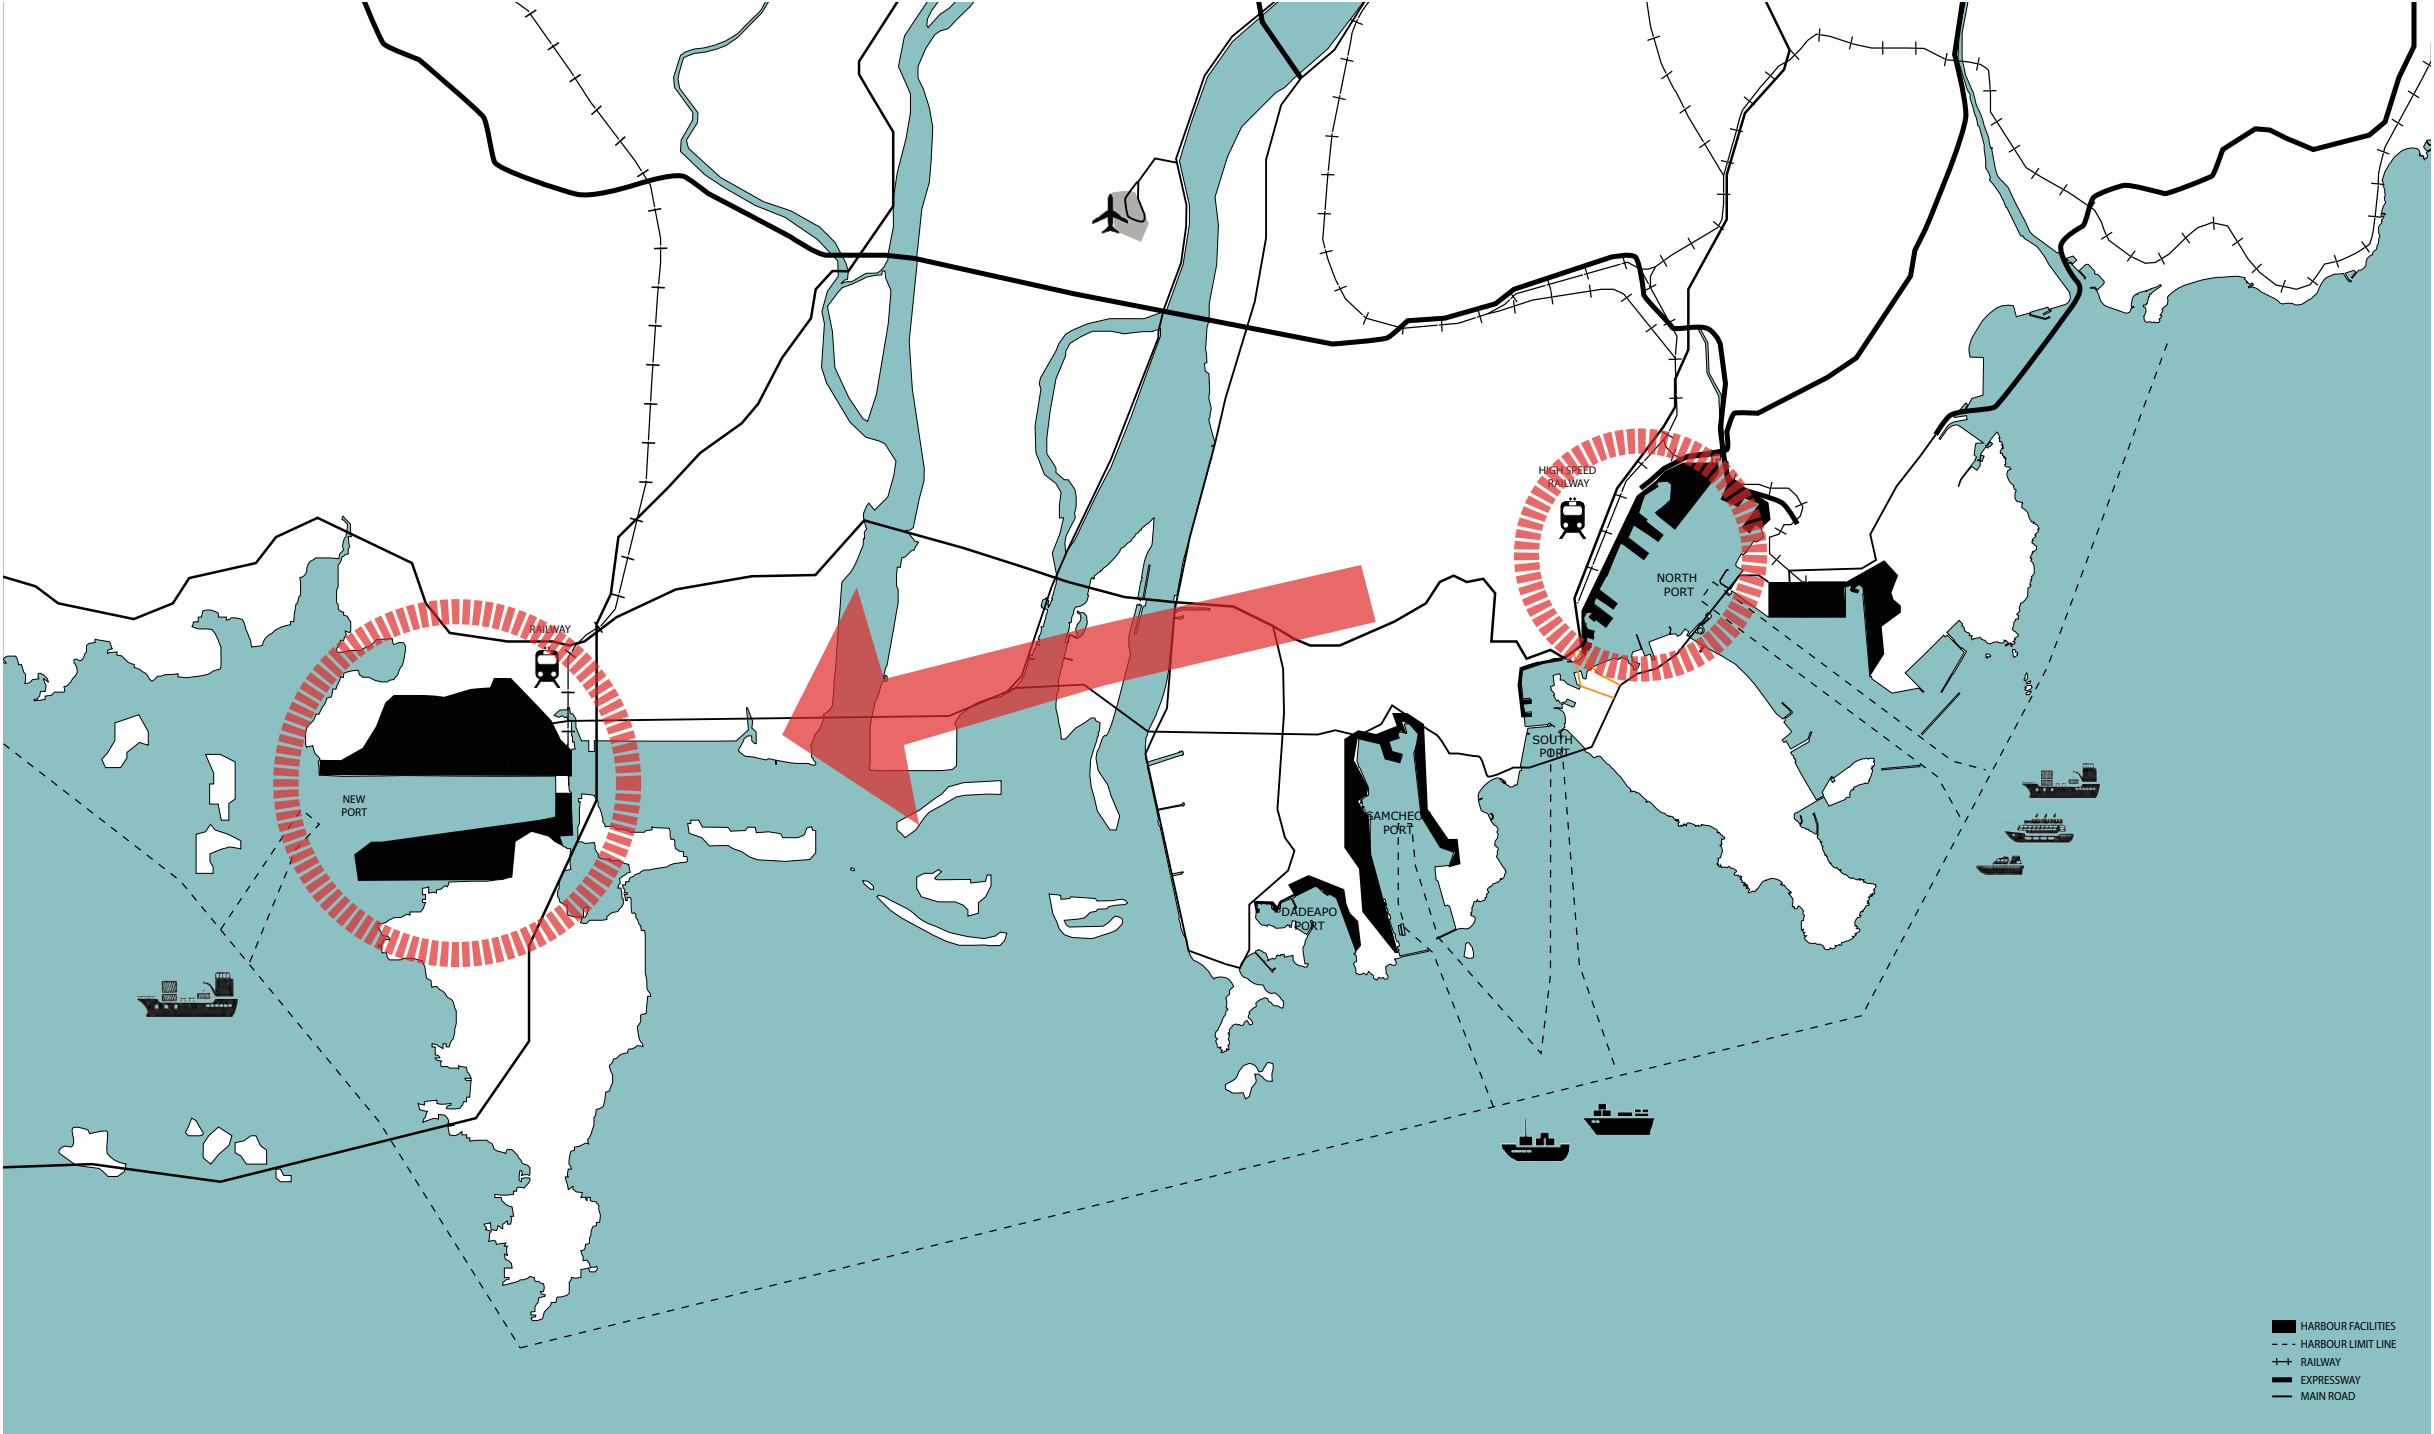 HIGH SPEED
RAILWAY
NORTH
PORT
RAILWAY
SOUTH
PORT
NEW
PORT
GAMCHEO
PORT
DADEAPO
PORT
HARBOUR FACILITIES
HARBOUR LIMIT LINE
RAILWAY
EXPRESSWAY
MAIN ROAD